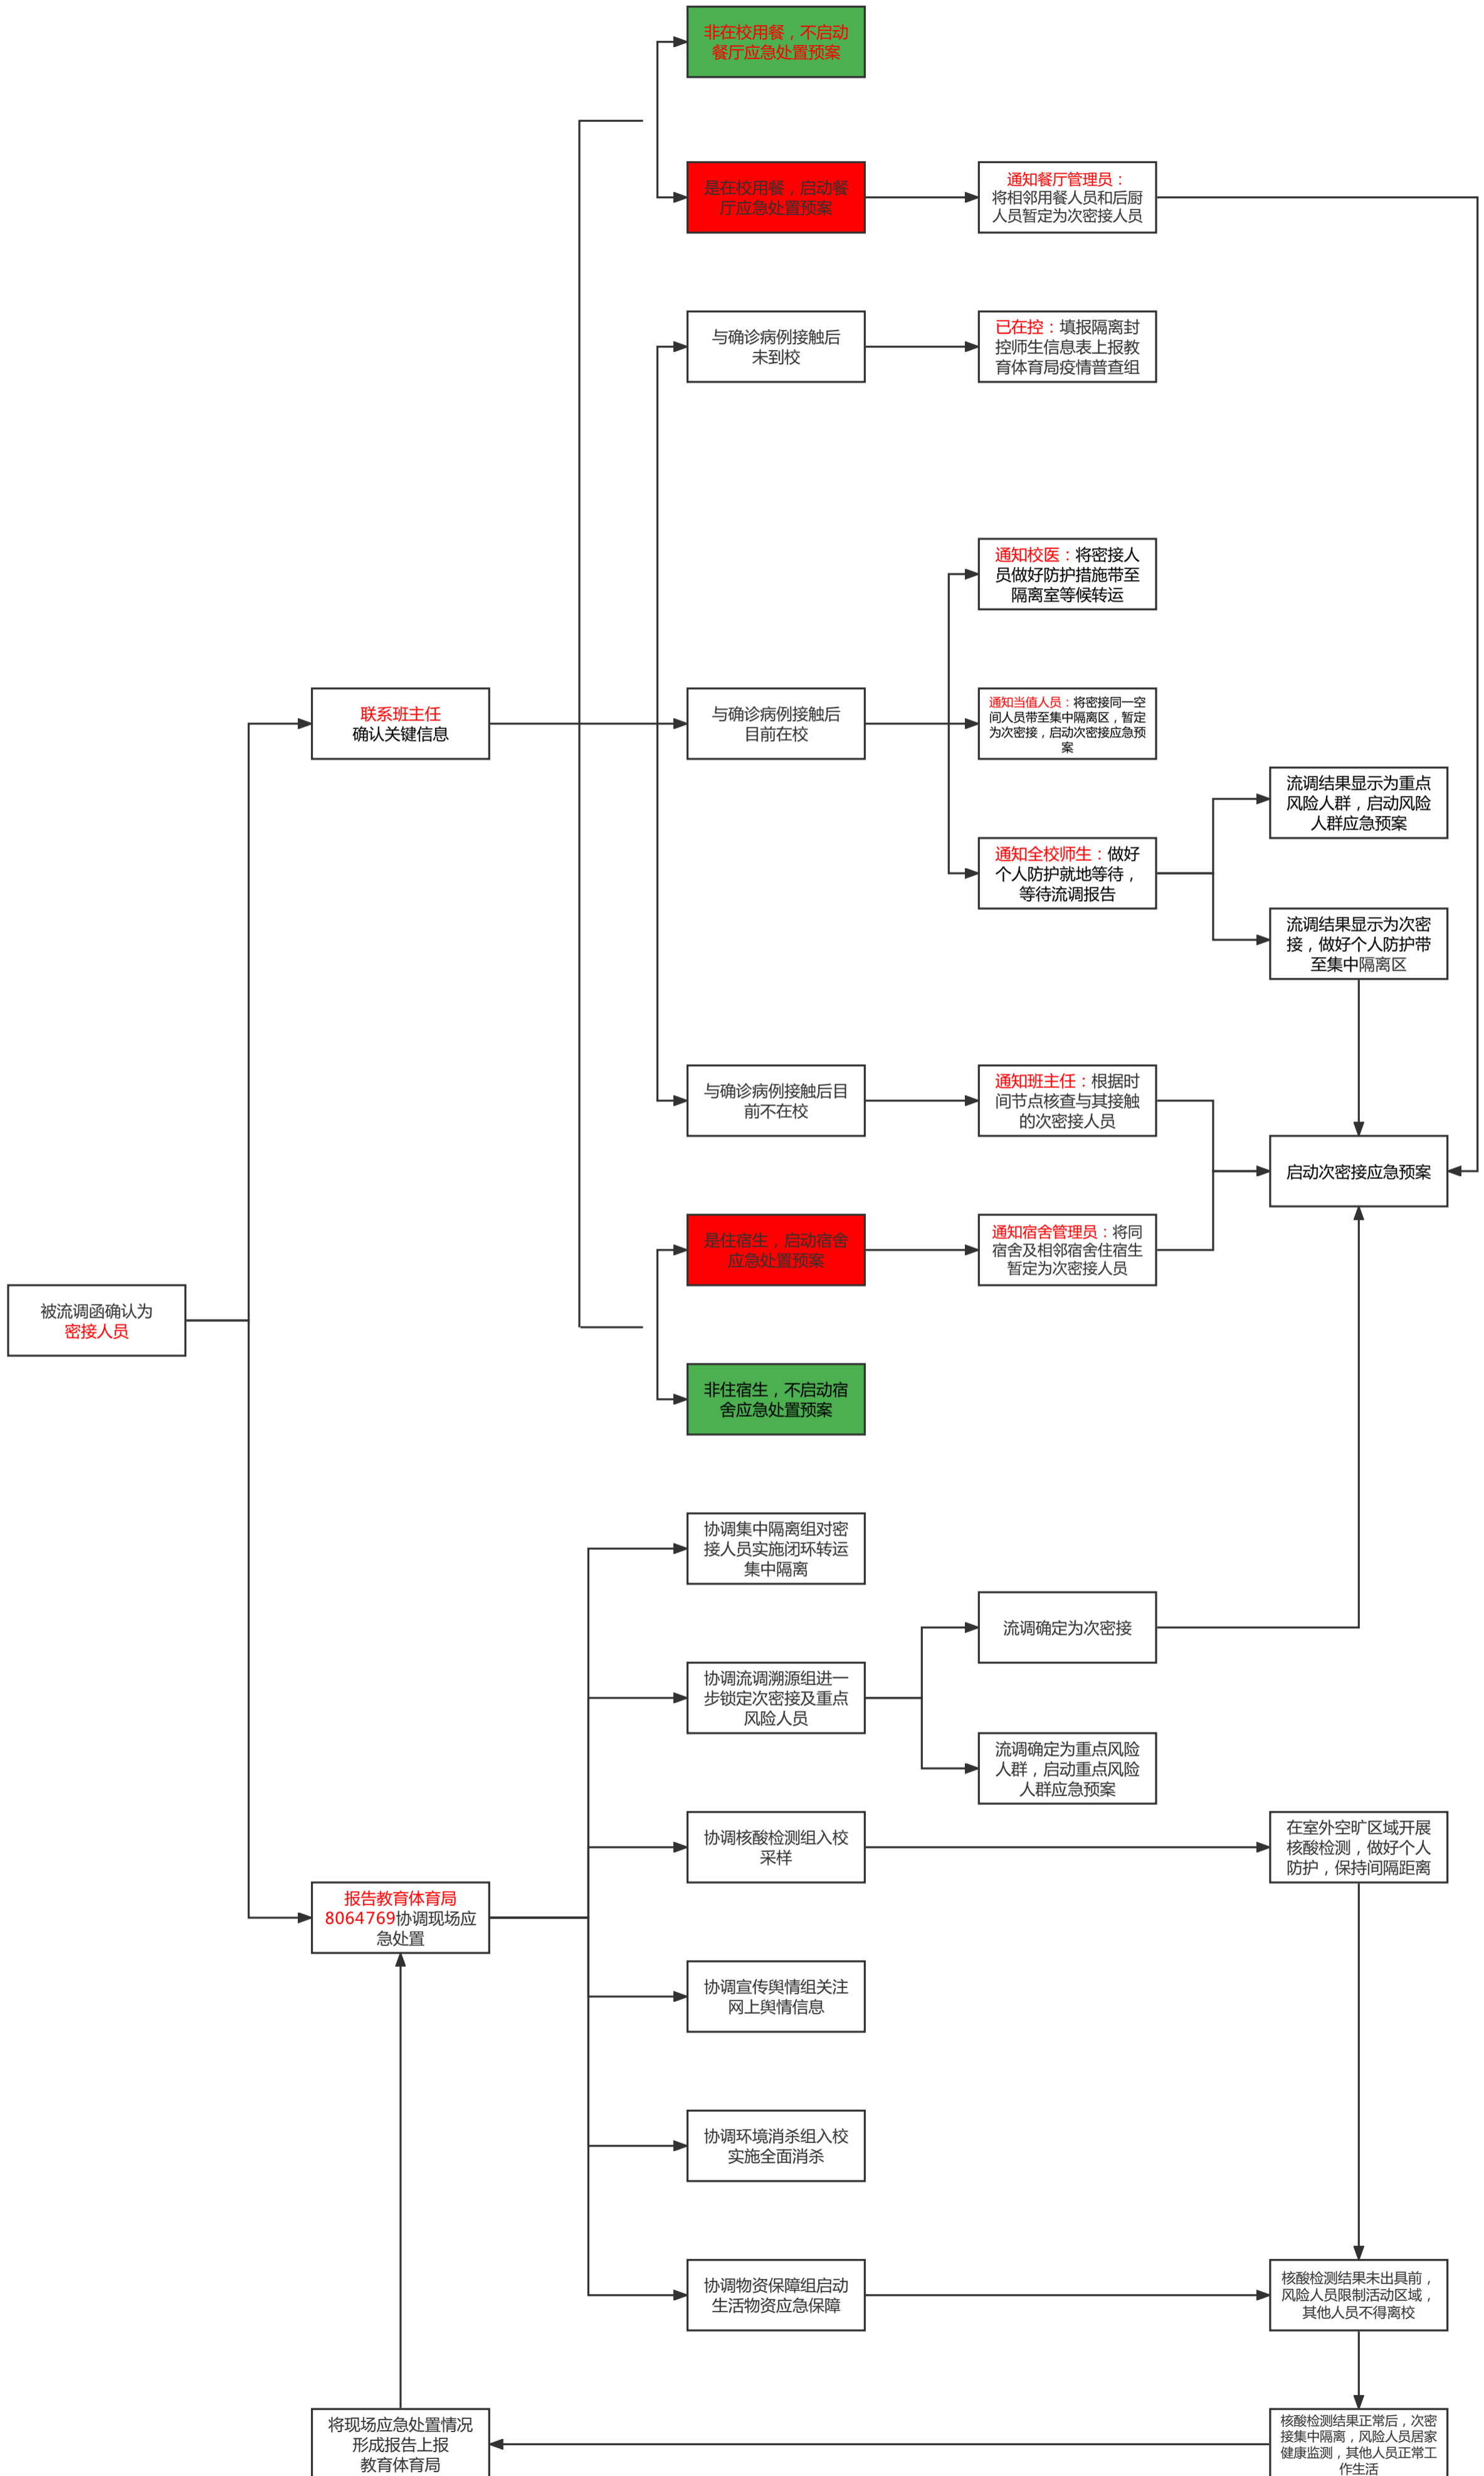 非在校用餐，不启动
餐厅应急处置预案
是在校用餐，启动餐
厅应急处置预案
通知餐厅管理员：
将相邻用餐人员和后厨
人员暂定为次密接人员
与确诊病例接触后
未到校
已在控：填报隔离封
控师生信息表上报教
育体育局疫情普查组
通知校医：将密接人
员做好防护措施带至
隔离室等候转运
联系班主任
确认关键信息
与确诊病例接触后
目前在校
通知当值人员：将密接同一空
间人员带至集中隔离区，暂定
为次密接，启动次密接应急预
案
流调结果显示为重点
风险人群，启动风险
人群应急预案
通知全校师生：做好
个人防护就地等待，
等待流调报告
流调结果显示为次密
接，做好个人防护带
至集中隔离区
与确诊病例接触后目
前不在校
通知班主任：根据时
间节点核查与其接触
的次密接人员
启动次密接应急预案
是住宿生，启动宿舍
应急处置预案
通知宿舍管理员：将同
宿舍及相邻宿舍住宿生
暂定为次密接人员
被流调函确认为
密接人员
非住宿生，不启动宿
舍应急处置预案
协调集中隔离组对密
接人员实施闭环转运
集中隔离
流调确定为次密接
协调流调溯源组进一
步锁定次密接及重点
风险人员
流调确定为重点风险
人群，启动重点风险
人群应急预案
协调核酸检测组入校
采样
在室外空旷区域开展
核酸检测，做好个人
防护，保持间隔距离
报告教育体育局
8064769协调现场应
急处置
协调宣传舆情组关注
网上舆情信息
协调环境消杀组入校
实施全面消杀
协调物资保障组启动
生活物资应急保障
核酸检测结果未出具前，
风险人员限制活动区域，
其他人员不得离校
将现场应急处置情况
形成报告上报
教育体育局
核酸检测结果正常后，次密
接集中隔离，风险人员居家
健康监测，其他人员正常工
作生活